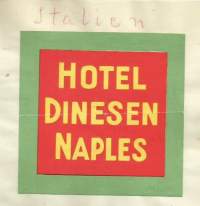 Italien
HOTEL
DINESEN
NAPLES